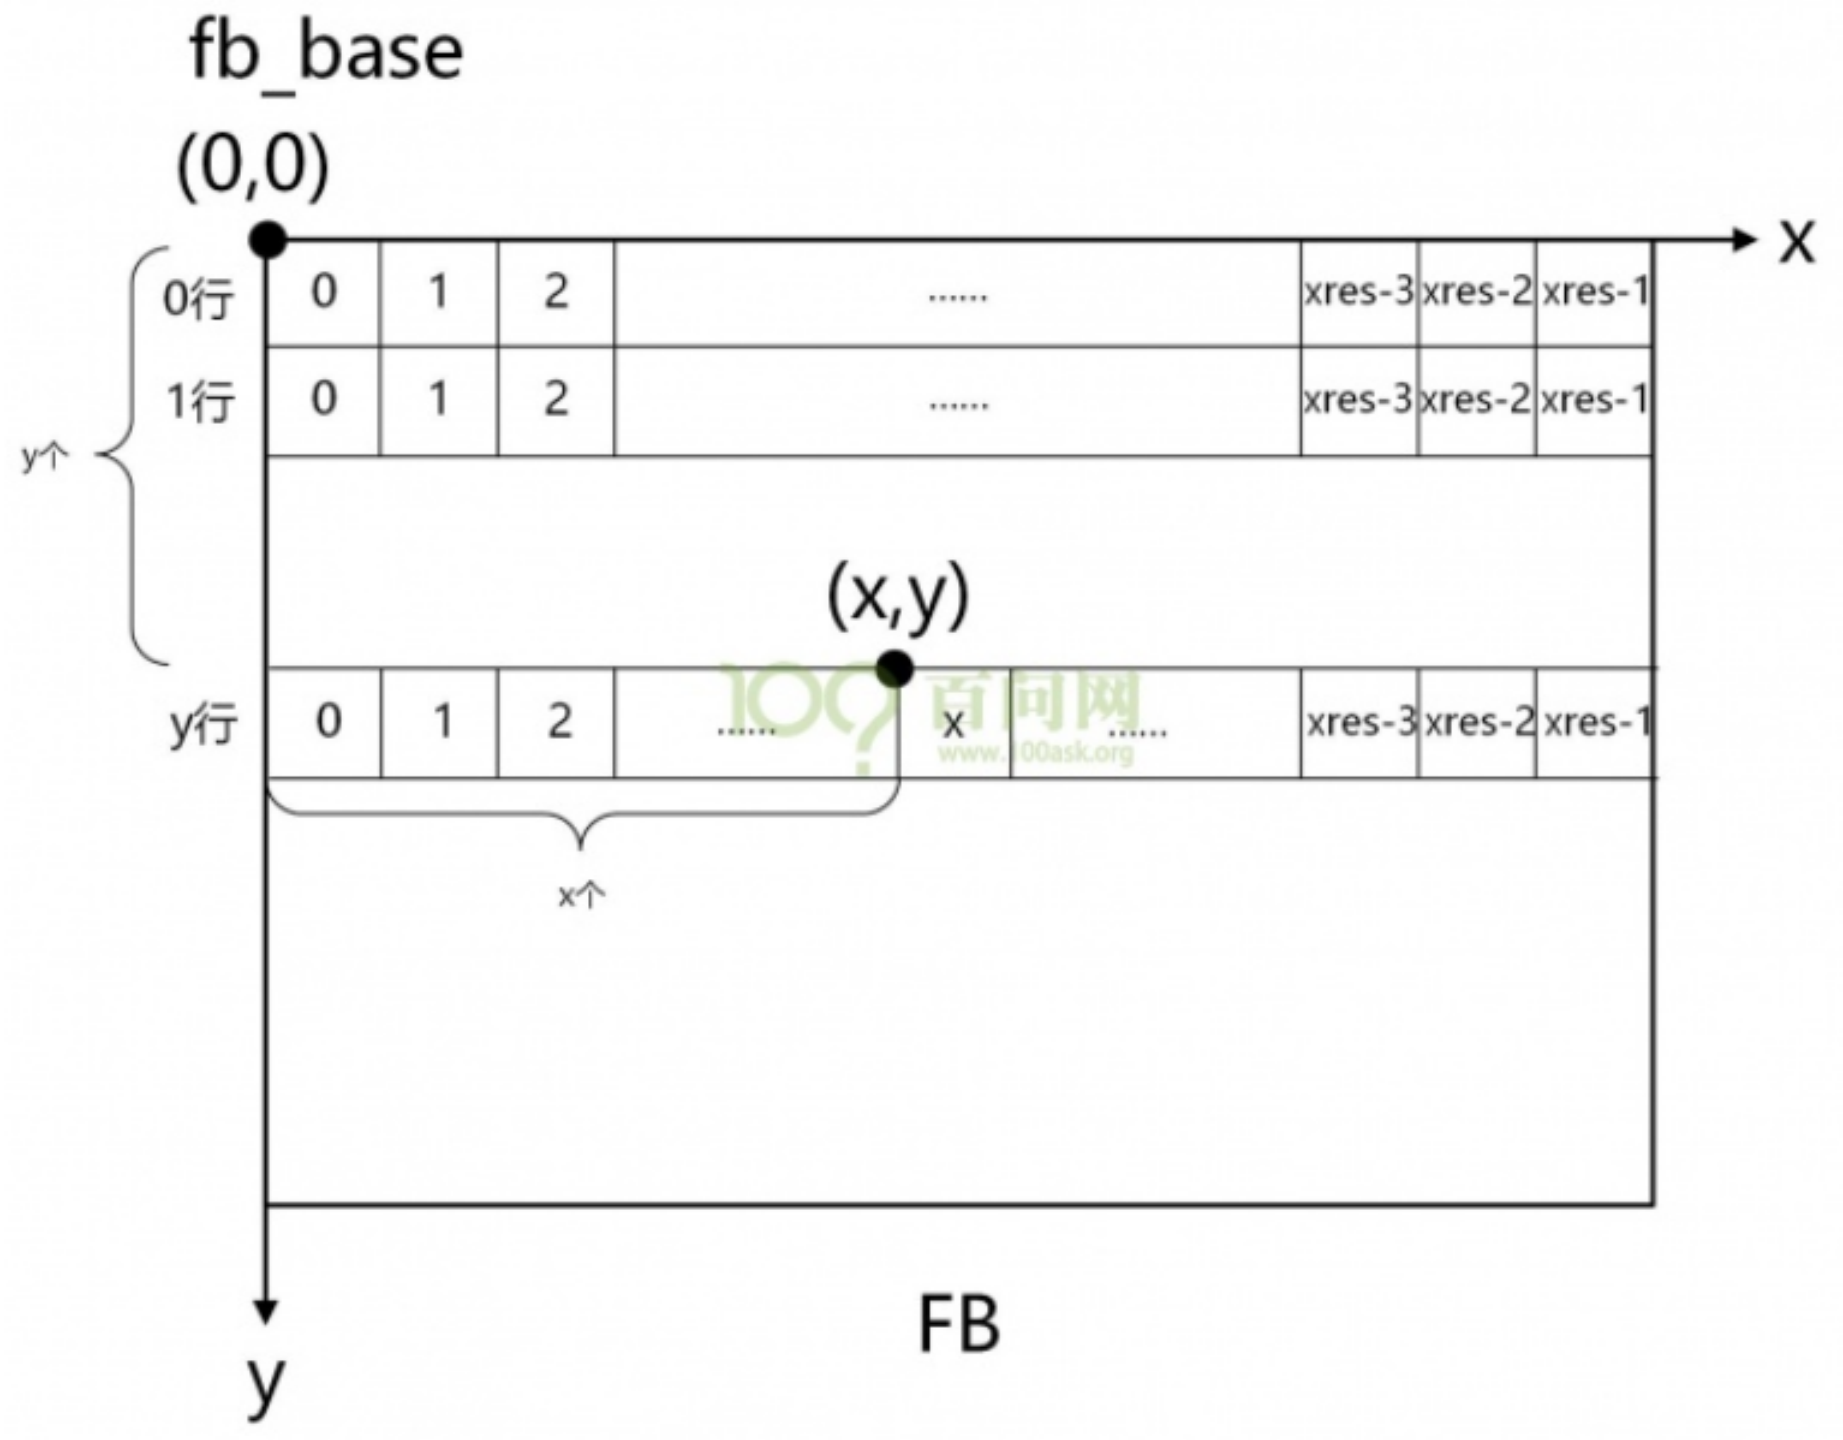 fb_base
(0,0)
x
0行 0 1 2 ...... xres-3 xres-2 xres-1
1行 0 1 2 ...... xres-3 xres-2 xres-1
y个
(x,y)
y行 0 1 2 ...... x ...... xres-3 xres-2 xres-1
100? 百问网
www.100ask.org
x个
FB
y